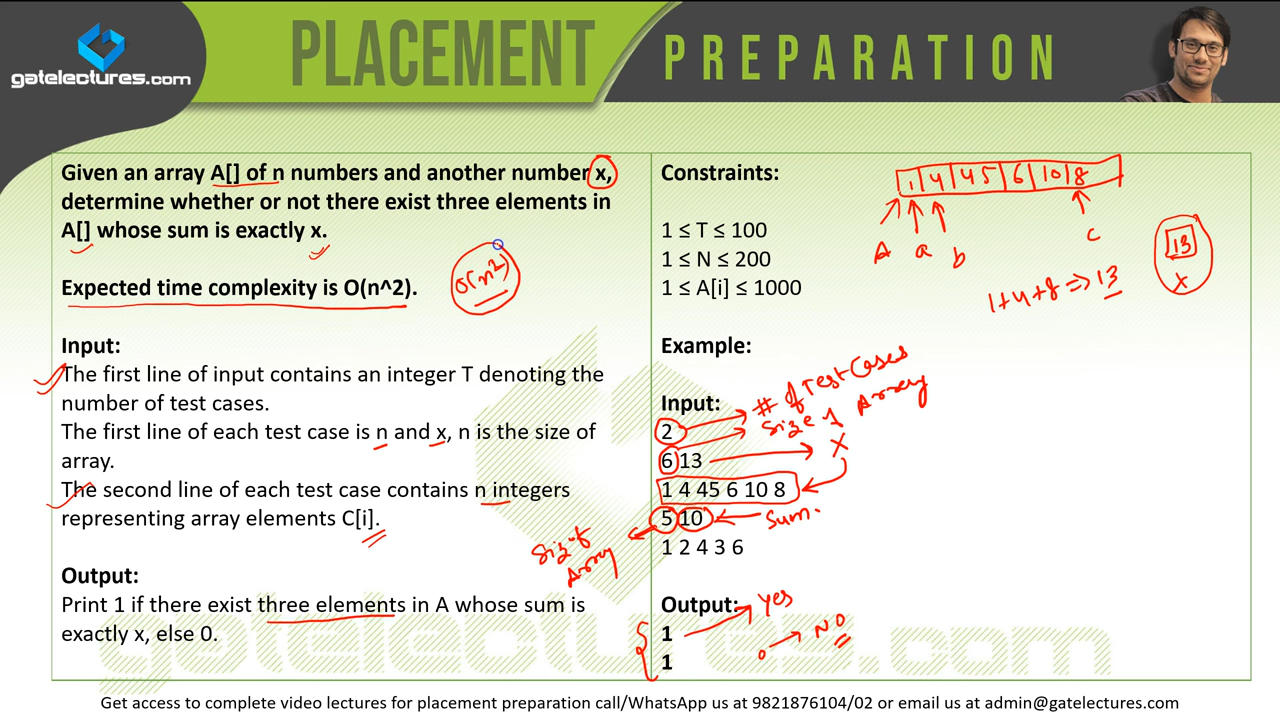 gatelectures.com
PLACEMENT PREPARATION
Given an array A[] of n numbers and another number x,
determine whether or not there exist three elements in
A[] whose sum is exactly x.
Expected time complexity is O(n^2).
O(n²)
Input:
The first line of input contains an integer T denoting the
number of test cases.
The first line of each test case is n and x, n is the size of
array.
The second line of each test case contains n integers
representing array elements C[i].
Output:
Print 1 if there exist three elements in A whose sum is
exactly x, else 0.
Constraints:
1 ≤ T ≤ 100
1 ≤ N ≤ 200
1 ≤ A[i] ≤ 1000
1 4 45 6 10 8
A a b c
13
x
1+4+8 => 13
Example:
Input:
2
# of Test Cases
Size of Array
6 13
X
1 4 45 6 10 8
5 10
Sum.
Size of
Array
1 2 4 3 6
Output:
Yes
1
0 NO
1
gatelectures.com
Get access to complete video lectures for placement preparation call/WhatsApp us at 9821876104/02 or email us at admin@gatelectures.com